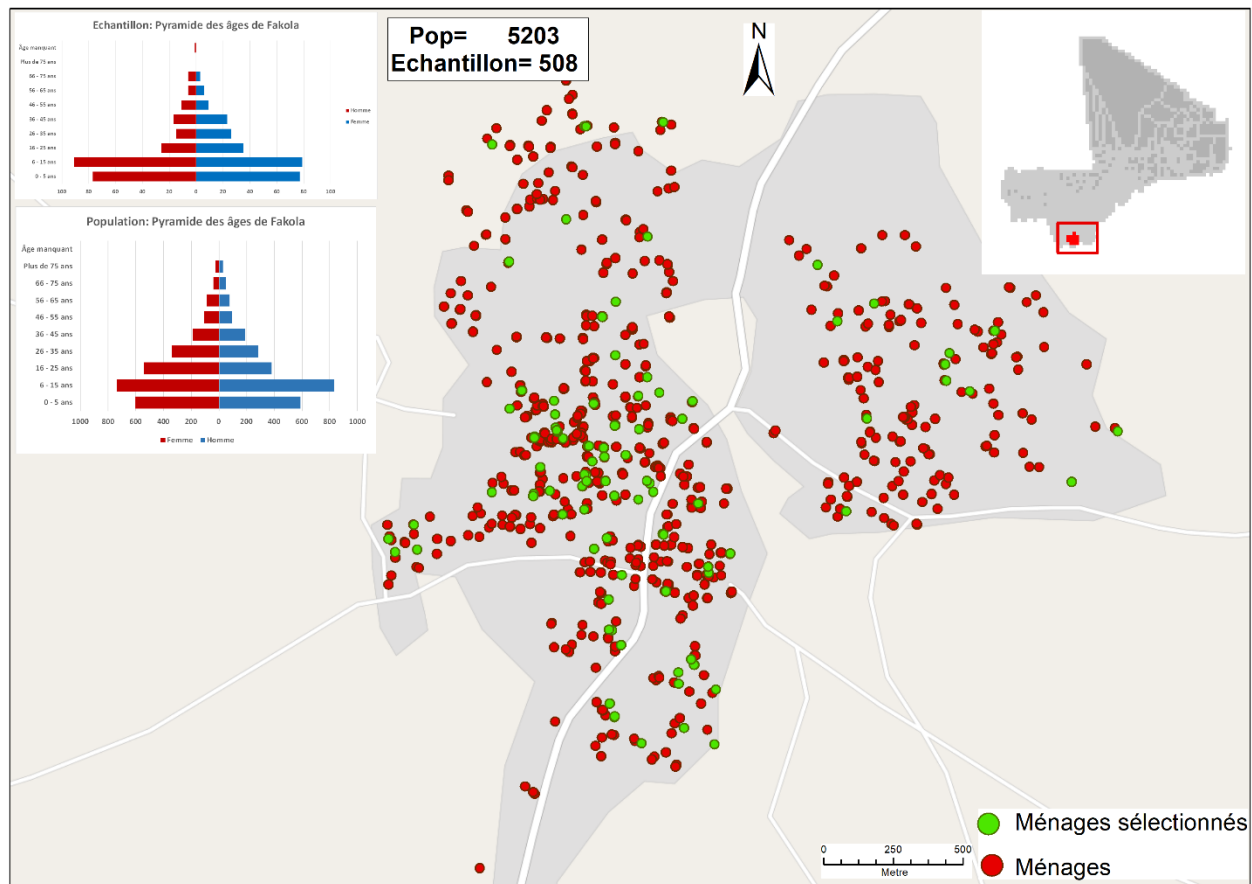 Echantillon: Pyramide des âges de Fakola
Âge manquant
Plus de 75 ans
66 - 75 ans
56 - 65 ans
46 - 55 ans
36 - 45 ans
26 - 35 ans
16 - 25 ans
6 - 15 ans
0 - 5 ans
100 80 60 40 20 0 20 40 60 80 100
Homme
Femme
Population: Pyramide des âges de Fakola
Âge manquant
Plus de 75 ans
66 - 75 ans
56 - 65 ans
46 - 55 ans
36 - 45 ans
26 - 35 ans
16 - 25 ans
6 - 15 ans
0 - 5 ans
1000 800 600 400 200 0 200 400 600 800 1000
Femme Homme
Pop= 5203
Echantillon= 508
N
Ménages sélectionnés
Ménages
0 250 500
Metre